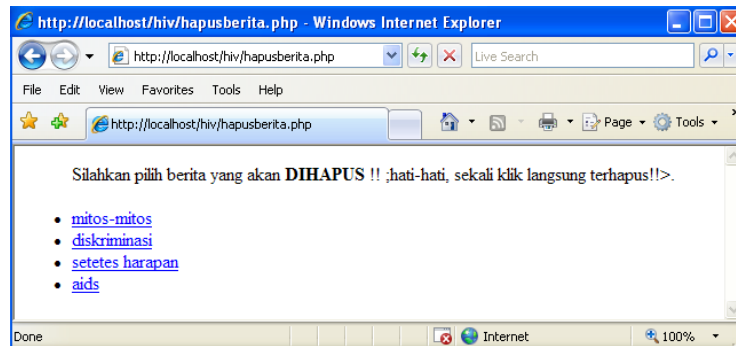 http://localhost/hiv/hapusberita.php - Windows Internet Explorer
http://localhost/hiv/hapusberita.php Live Search
File Edit View Favorites Tools Help
http://localhost/hiv/hapusberita.php Page Tools
Silahkan pilih berita yang akan DIHAPUS !! ;hati-hati, sekali klik langsung terhapus!!>.
mitos-mitos
diskriminasi
setetes harapan
aids
Done Internet 100%